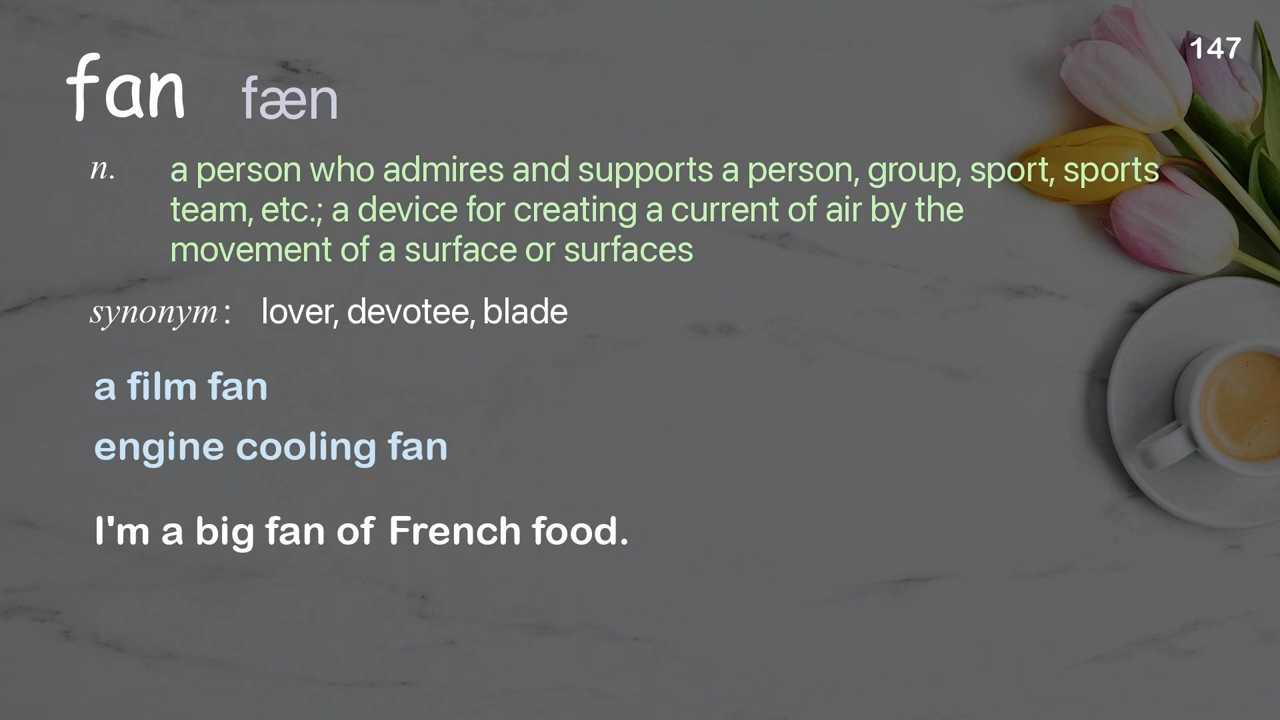 147
fan fæn
n. a person who admires and supports a person, group, sport, sports
team, etc.; a device for creating a current of air by the
movement of a surface or surfaces
synonym: lover, devotee, blade
a film fan
engine cooling fan
I'm a big fan of French food.